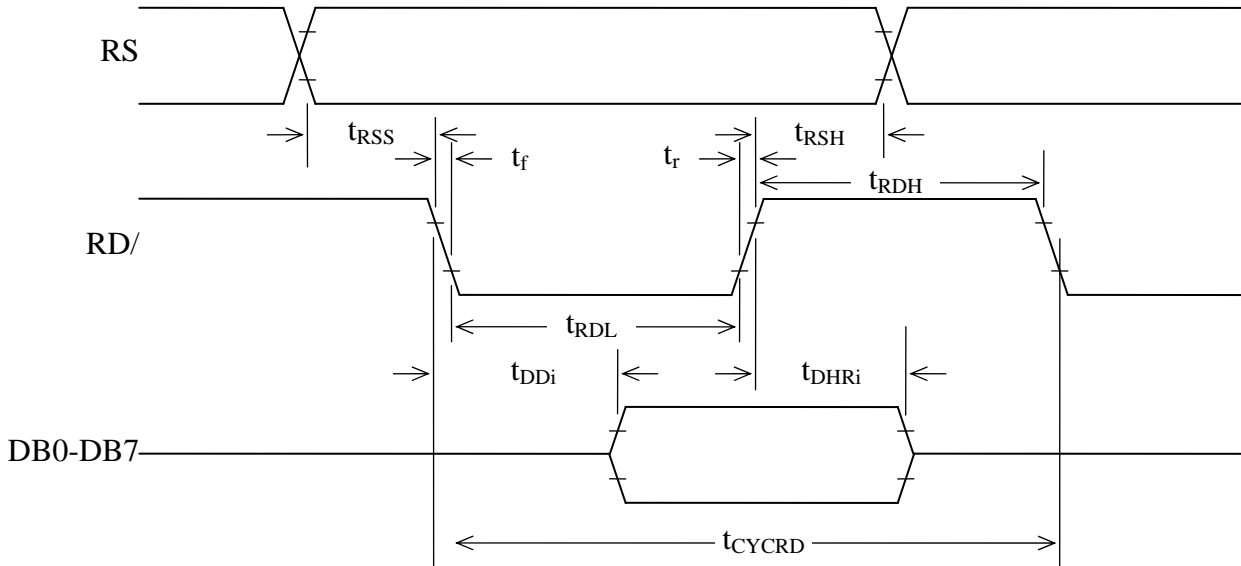 RS
tRSS
tRSH
tf
tr
tRDH
RD/
tRDL
tDDi
tDHRi
DB0-DB7
tCYCRD